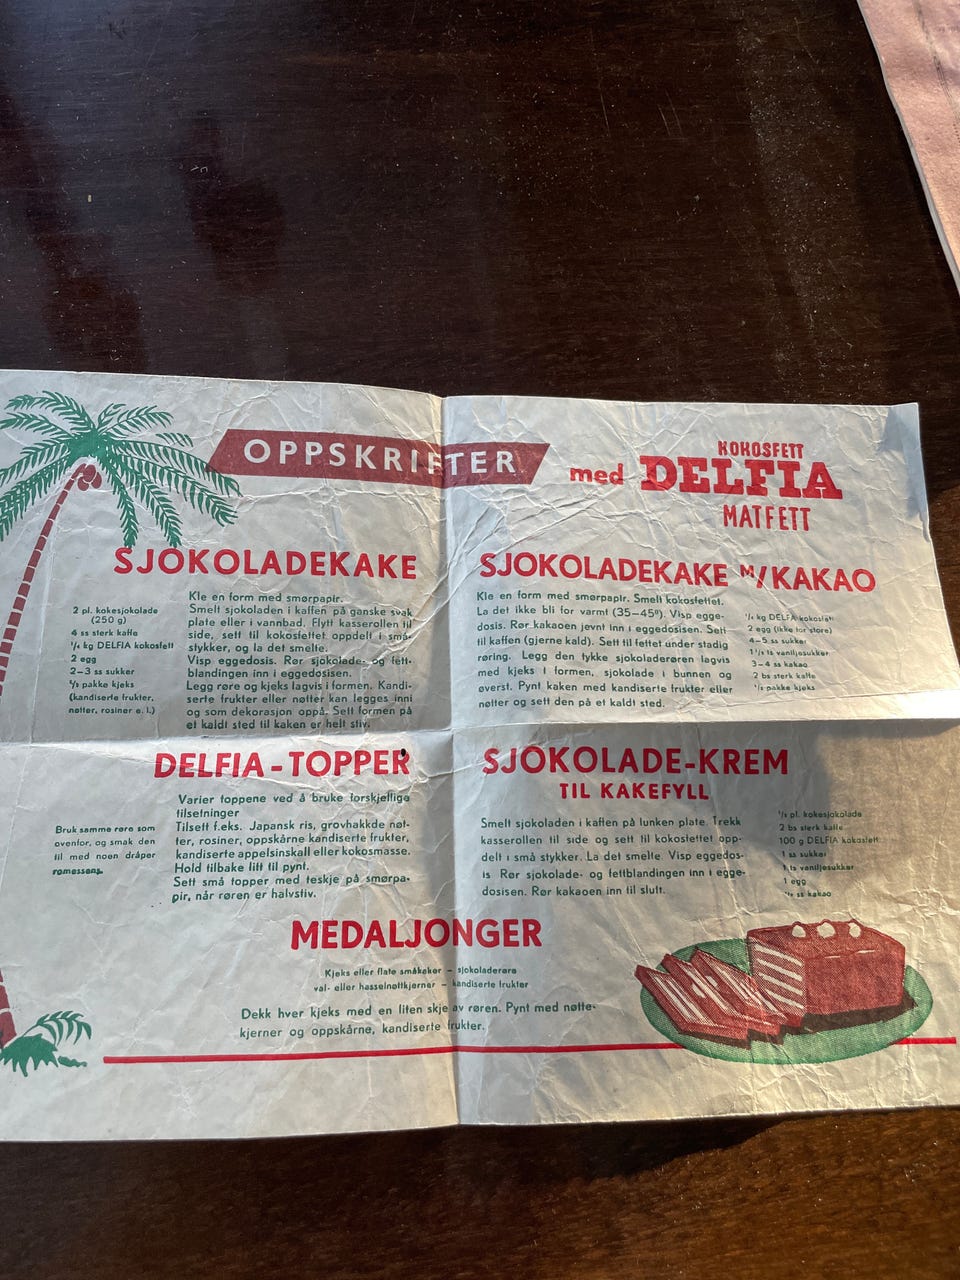 OPPSKRIFTER
med
KOKOSFETT
DELFIA
MATFETT
SJOKOLADEKAKE
2 pl. kokesjokolade
(250 g)
4 ss sterk kaffe
¼ kg DELFIA kokosfett
2 egg
2—3 ss sukker
pakke kjeks
(kandiserte frukter,
nøtter, rosiner e. l.)
Kle en form med smørpapir.
Smelt sjokoladen i kaffen på ganske svak
plate eller i vannbad. Flytt kasserollen til
side, sett til kokosfettet oppdelt i små
stykker, og la det smelte.
Visp eggedosis. Rør sjokolade- og fett-
blandingen inn i eggedosisen.
Legg røre og kjeks lagvis i formen. Kandi-
serte frukter eller nøtter kan legges inni
og som dekorasjon oppå. Sett formen på
et kaldt sted til kaken er helt stiv.
SJOKOLADEKAKE M/KAKAO
Kle en form med smørpapir. Smelt kokosfettet.
La det ikke bli for varmt (35—45°). Visp egge-
dosis. Rør kakaoen jevnt inn i eggedosisen. Sett
til kaffen (gjerne kald). Sett til fettet under stadig
røring. Legg den tykke sjokoladerøren lagvis
med kjeks i formen, sjokolade i bunnen og
øverst. Pynt kaken med kandiserte frukter eller
nøtter og sett den på et kaldt sted.
¼ kg DELFIA kokosfett
2 egg (ikke for store)
4—5 ss sukker
1 ½ ts vaniljesukker
3—4 ss kakao
2 bs sterk kaffe
pakke kjeks
DELFIA-TOPPER
Bruk samme røre som
ovenfor, og smak den
til med noen dråper
romessens.
Varier toppene ved å bruke forskjellige
tilsetninger
Tilsett f.eks. Japansk ris, grovhakkde nøt-
ter, rosiner, oppskårne kandiserte frukter,
kandiserte appelsinskall eller kokosmasse.
Hold tilbake litt til pynt.
Sett små topper med teskje på smørpa-
pir, når røren er halvstiv.
SJOKOLADE-KREM
TIL KAKEFYLL
Smelt sjokoladen i kaffen på lunken plate. Trekk
kasserollen til side og sett til kokosfettet opp-
delt i små stykker. La det smelte. Visp eggedos-
is Rør sjokolade- og fettblandingen inn i egge-
dosisen. Rør kakaoen inn til slutt.
pl. kokesjokolade
2 bs sterk kaffe
100 g DELFIA kokosfett
1 ss sukker
1 ts vaniljesukker
1 egg
ss kakao
MEDALJONGER
Kjeks eller flate småkaker — sjokoladerøre
val- eller hasselnøttkjerner — kandiserte frukter
Dekk hver kjeks med en liten skje av røren. Pynt med nøtte-
kjerner og oppskårne, kandiserte frukter.